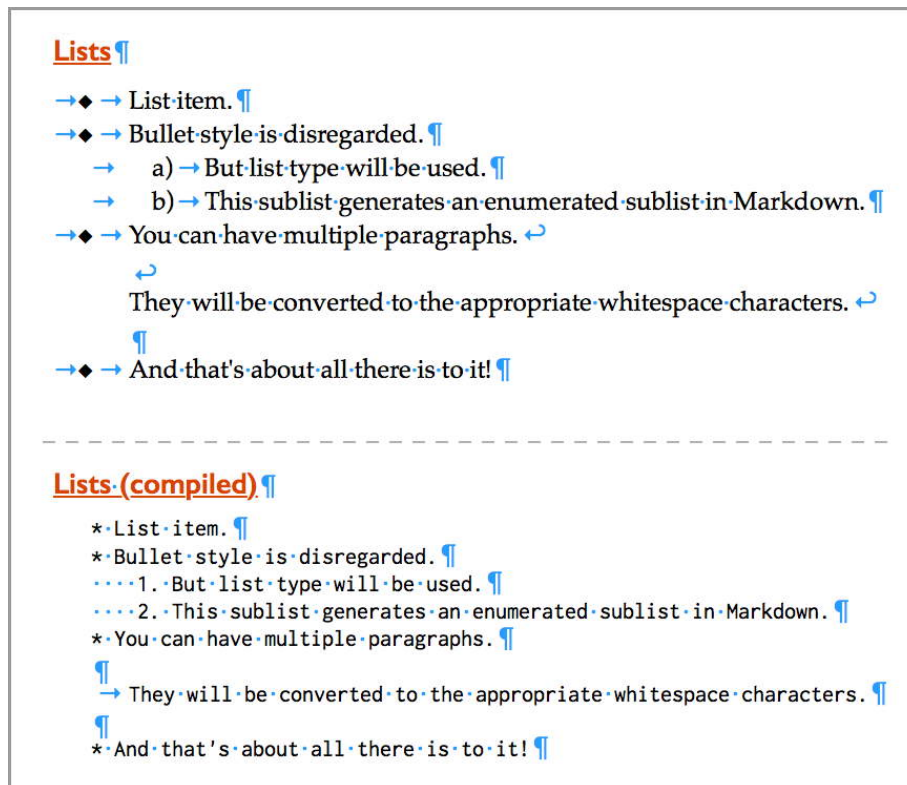 Lists¶
→◆→List·item.¶
→◆→Bullet·style·is·disregarded.¶
→a)→But·list·type·will·be·used.¶
→b)→This·sublist·generates·an·enumerated·sublist·in·Markdown.¶
→◆→You·can·have·multiple·paragraphs.↩
↩
They·will·be·converted·to·the·appropriate·whitespace·characters.↩
¶
→◆→And·that's·about·all·there·is·to·it!¶
Lists·(compiled)¶
*·List·item.¶
*·Bullet·style·is·disregarded.¶
····1.·But·list·type·will·be·used.¶
····2.·This·sublist·generates·an·enumerated·sublist·in·Markdown.¶
*·You·can·have·multiple·paragraphs.¶
¶
→They·will·be·converted·to·the·appropriate·whitespace·characters.¶
¶
*·And·that's·about·all·there·is·to·it!¶